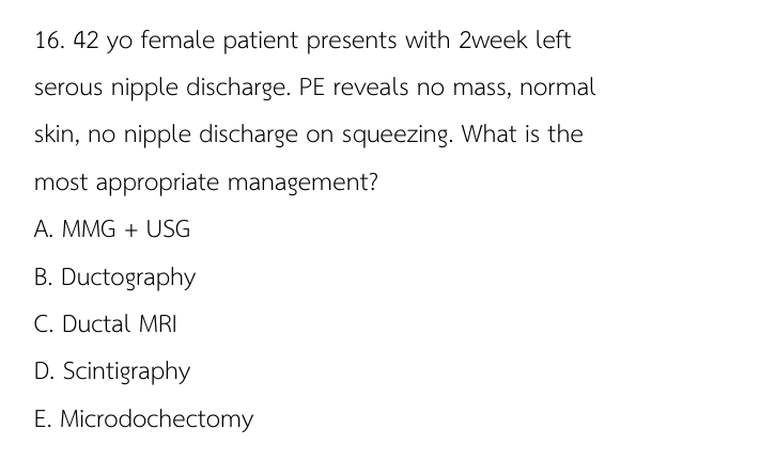 16. 42 yo female patient presents with 2week left
serous nipple discharge. PE reveals no mass, normal
skin, no nipple discharge on squeezing. What is the
most appropriate management?
A. MMG + USG
B. Ductography
C. Ductal MRI
D. Scintigraphy
E. Microdochectomy